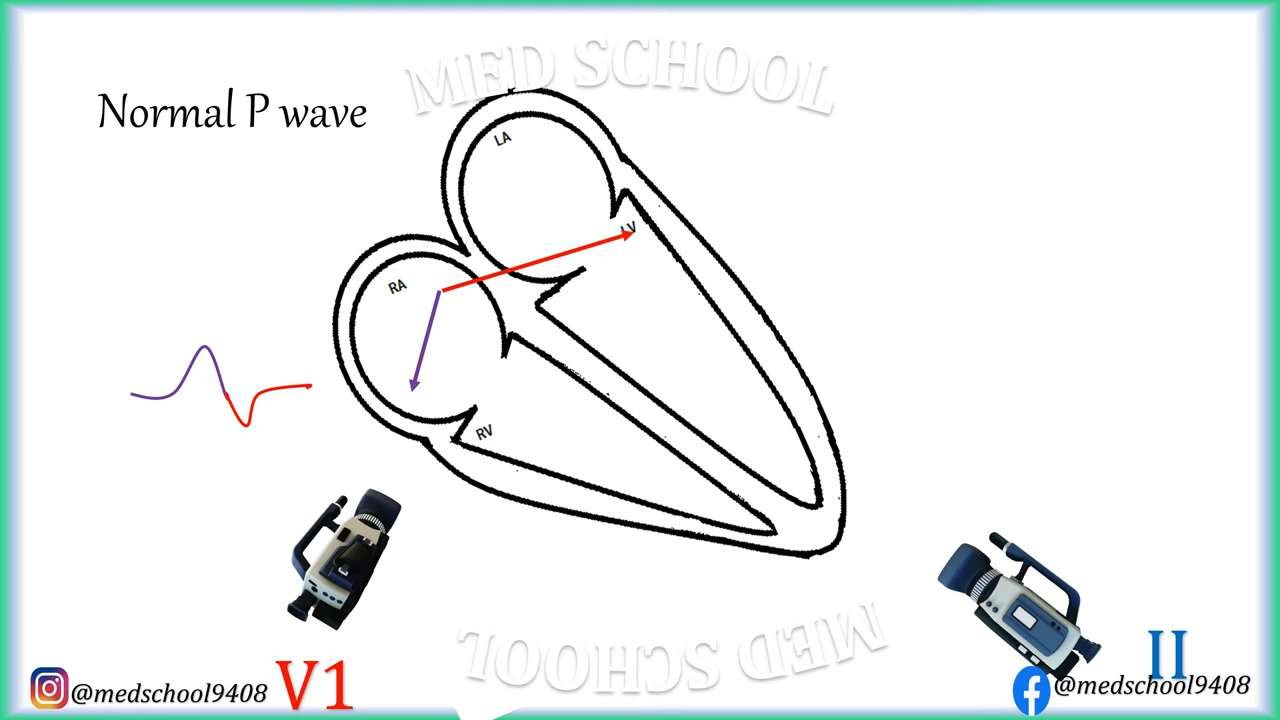 MED SCHOOL
Normal P wave
LA
LV
RA
RV
MED SCHOOL
V1
II
@medschool9408
@medschool9408